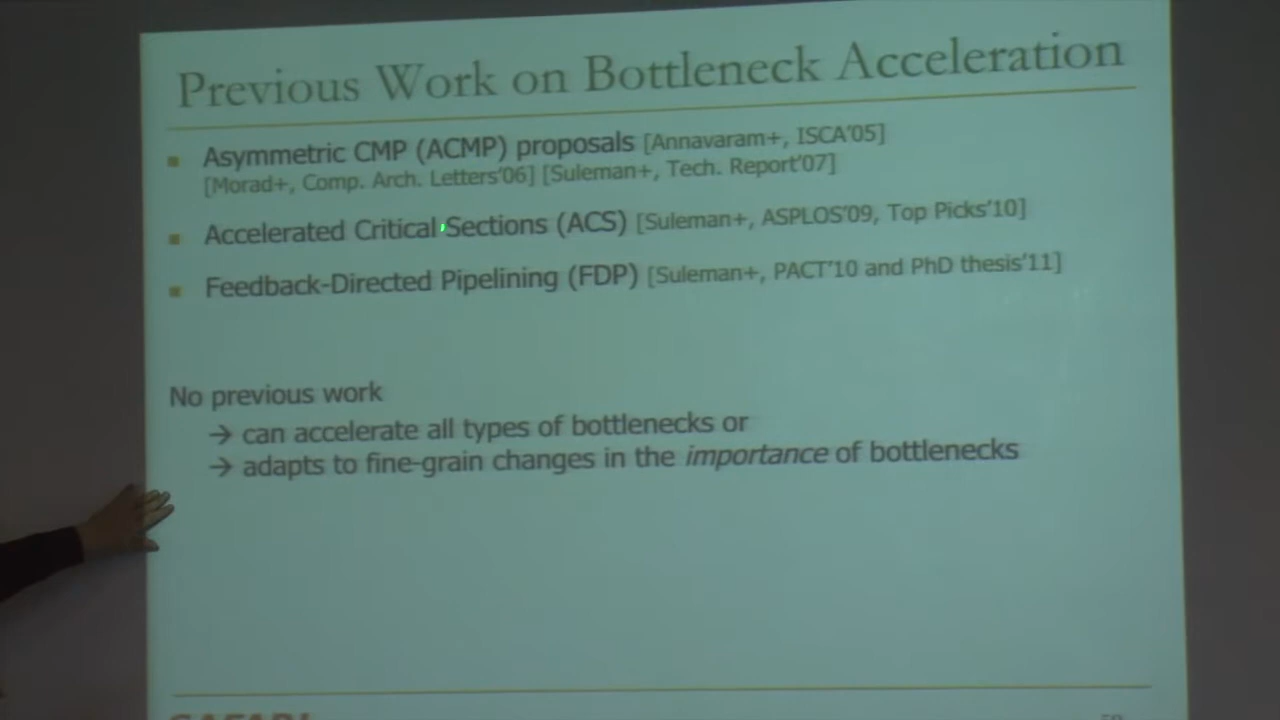 Previous Work on Bottleneck Acceleration
▪ Asymmetric CMP (ACMP) proposals [Annavaram+, ISCA'05]
[Morad+, Comp. Arch. Letters'06] [Suleman+, Tech. Report'07]
▪ Accelerated Critical Sections (ACS) [Suleman+, ASPLOS'09, Top Picks'10]
▪ Feedback-Directed Pipelining (FDP) [Suleman+, PACT'10 and PhD thesis'11]
No previous work
→ can accelerate all types of bottlenecks or
→ adapts to fine-grain changes in the importance of bottlenecks
SAFARI